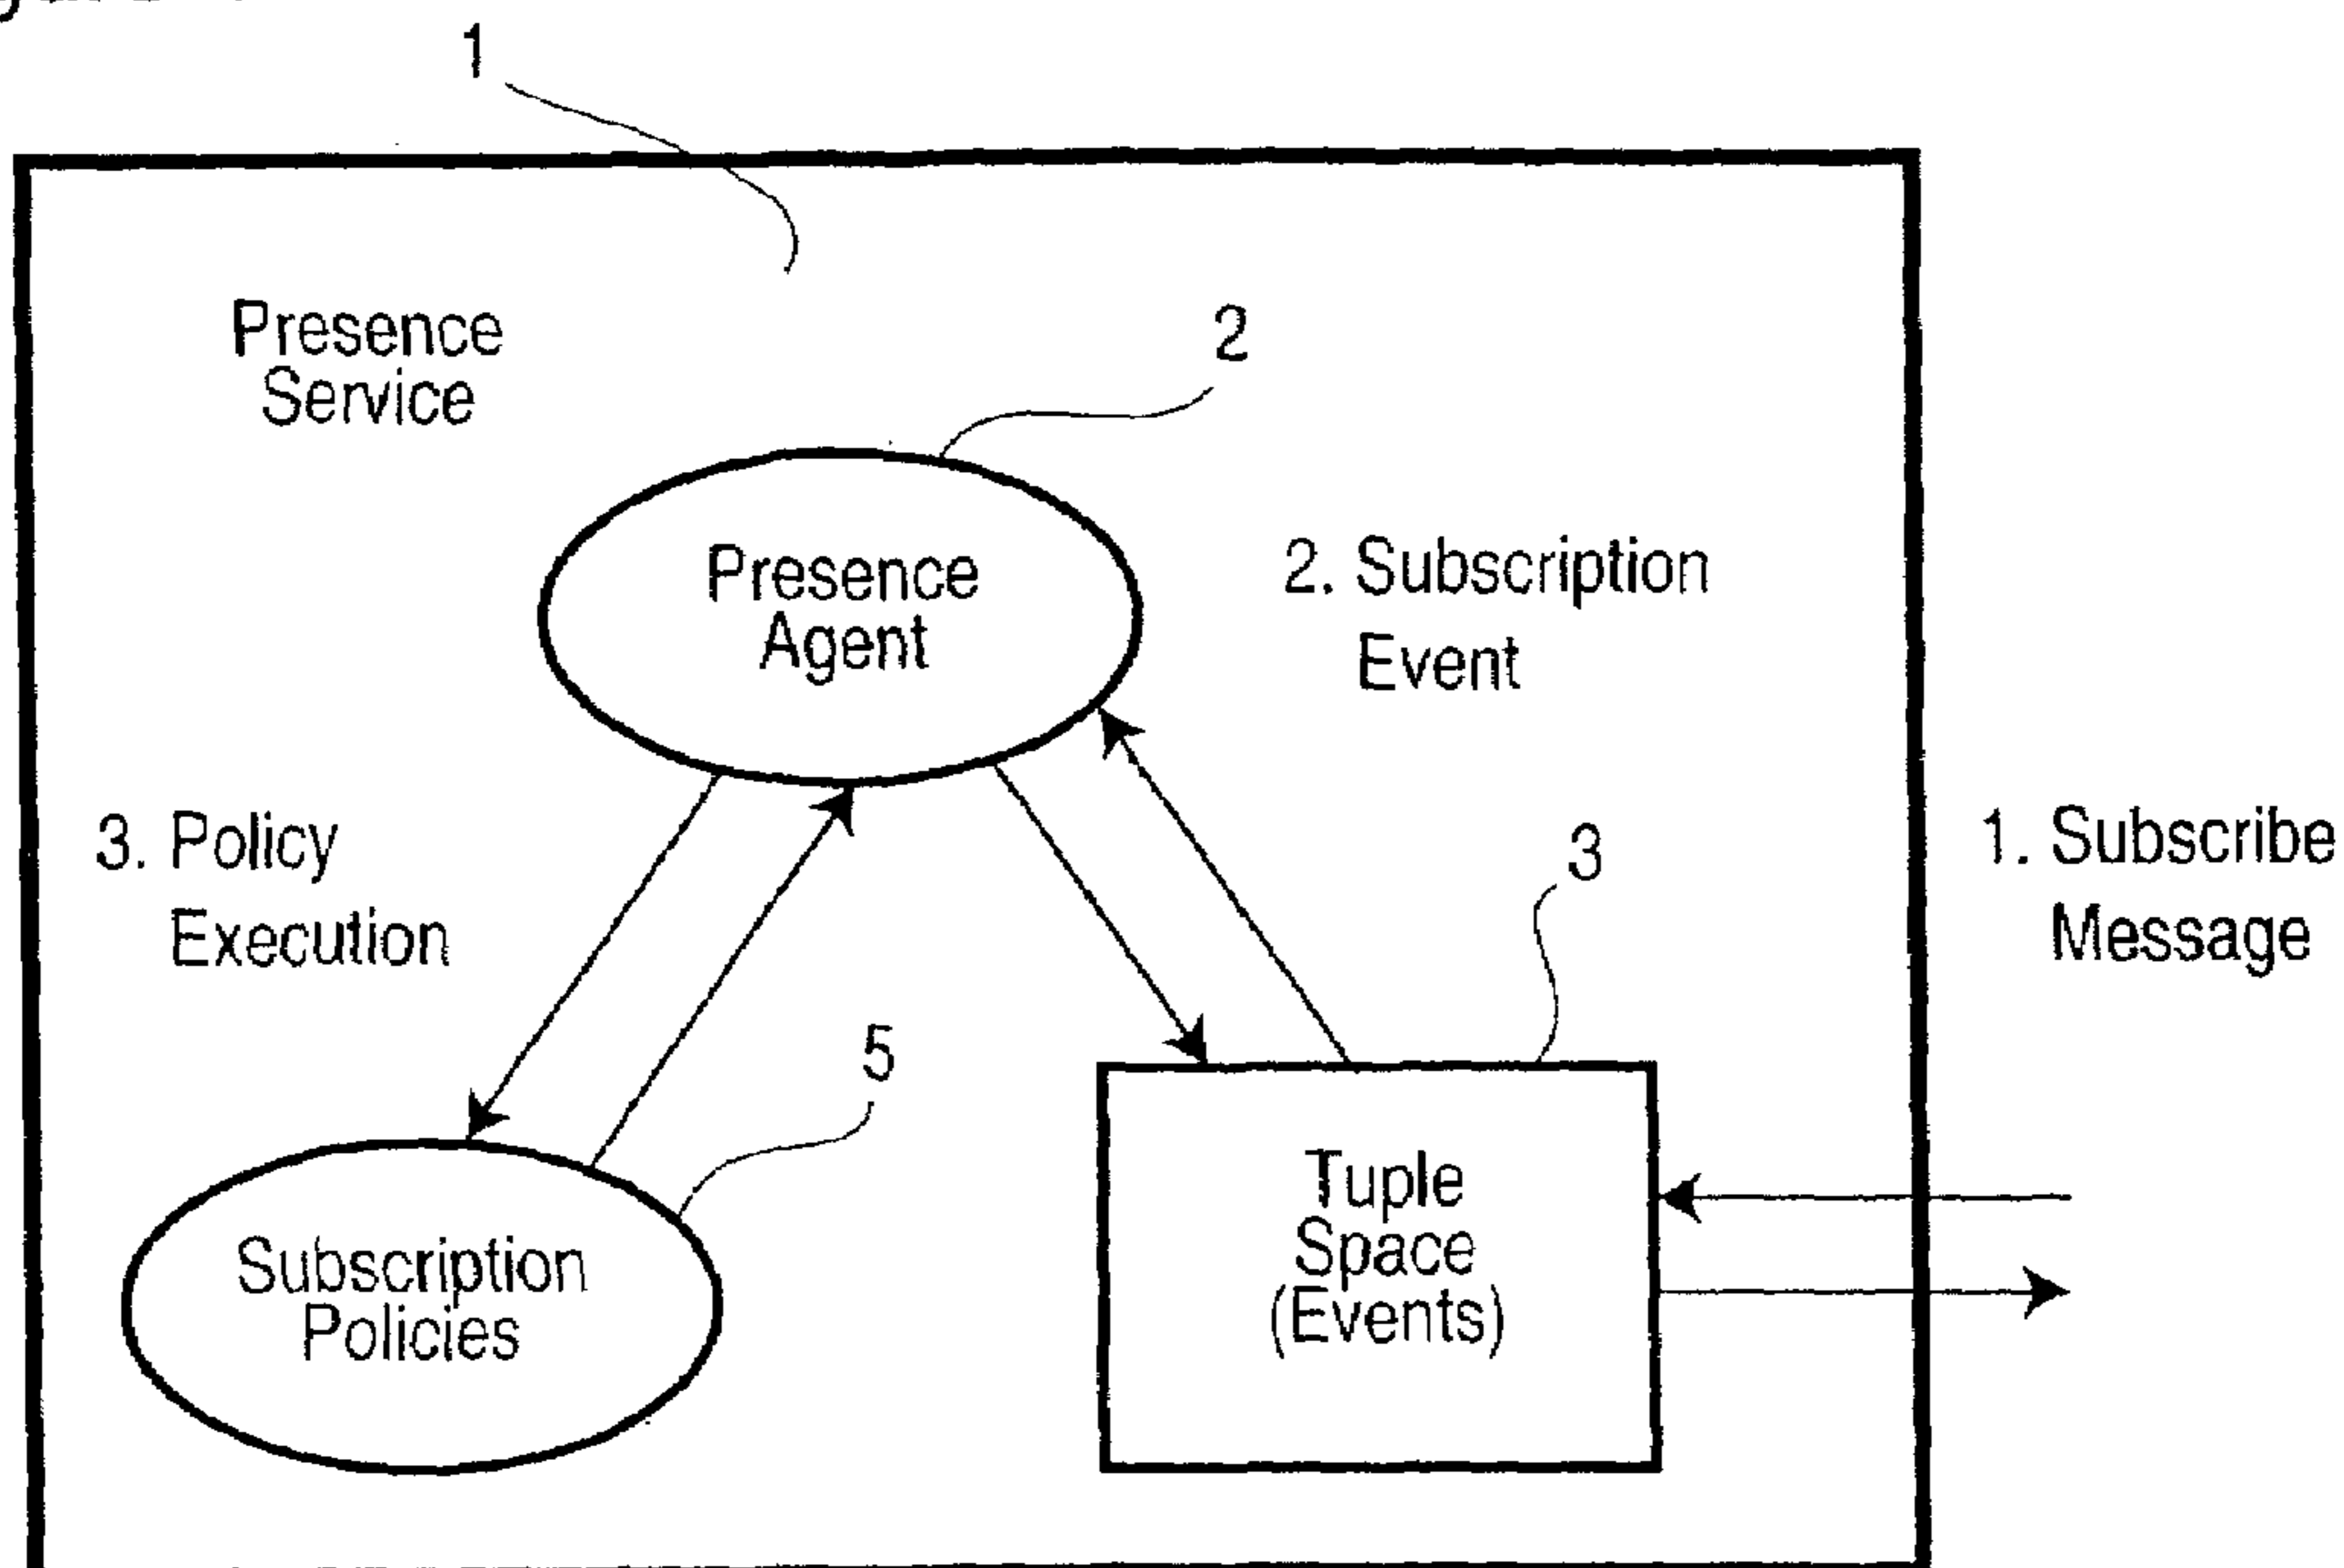 1
Presence
Service
2
Presence
Agent
2. Subscription
Event
3. Policy
Execution
3
1. Subscribe
Message
5
Subscription
Policies
Tuple
Space
(Events)